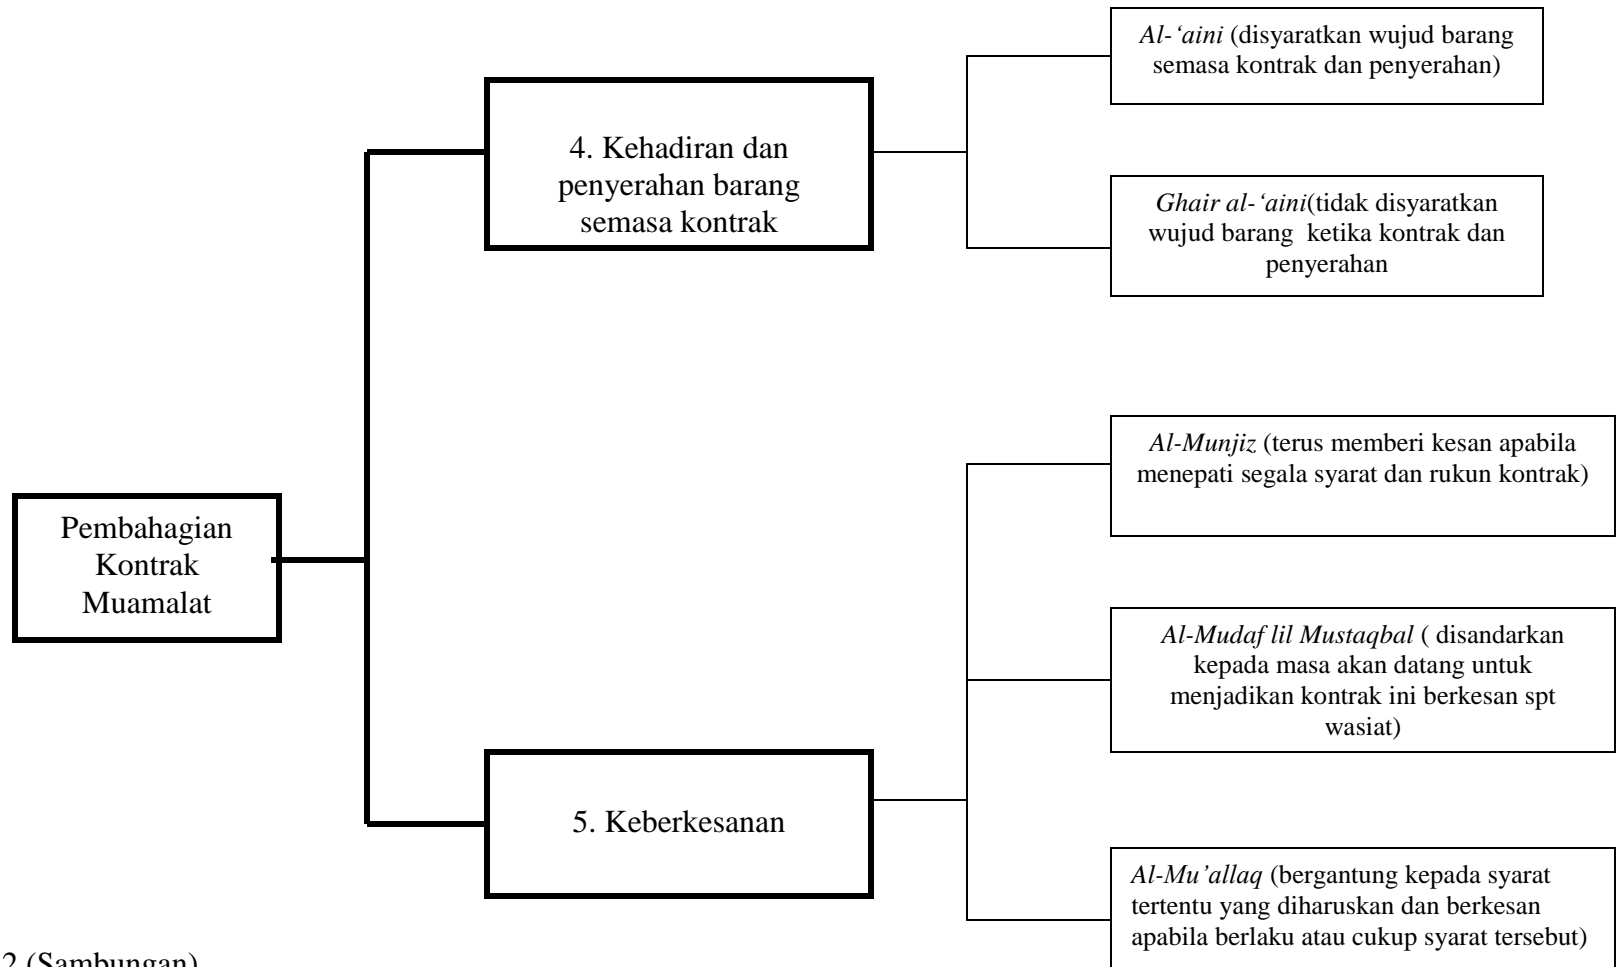 Pembahagian
Kontrak
Muamalat
4. Kehadiran dan
penyerahan barang
semasa kontrak
Al-‘aini (disyaratkan wujud barang
semasa kontrak dan penyerahan)
Ghair al-‘aini(tidak disyaratkan
wujud barang  ketika kontrak dan
penyerahan
5. Keberkesanan
Al-Munjiz (terus memberi kesan apabila
menepati segala syarat dan rukun kontrak)
Al-Mudaf lil Mustaqbal ( disandarkan
kepada masa akan datang untuk
menjadikan kontrak ini berkesan spt
wasiat)
Al-Mu’allaq (bergantung kepada syarat
tertentu yang diharuskan dan berkesan
apabila berlaku atau cukup syarat tersebut)
2 (Sambungan)